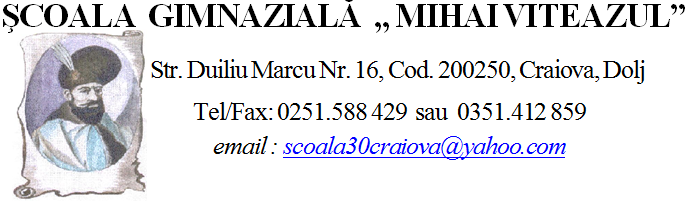 ŞCOALA GIMNAZIALĂ „ MIHAI VITEAZUL”
Str. Duiliu Marcu Nr. 16, Cod. 200250, Craiova, Dolj
Tel/Fax: 0251.588 429 sau 0351.412 859
email : scoala30craiova@yahoo.com